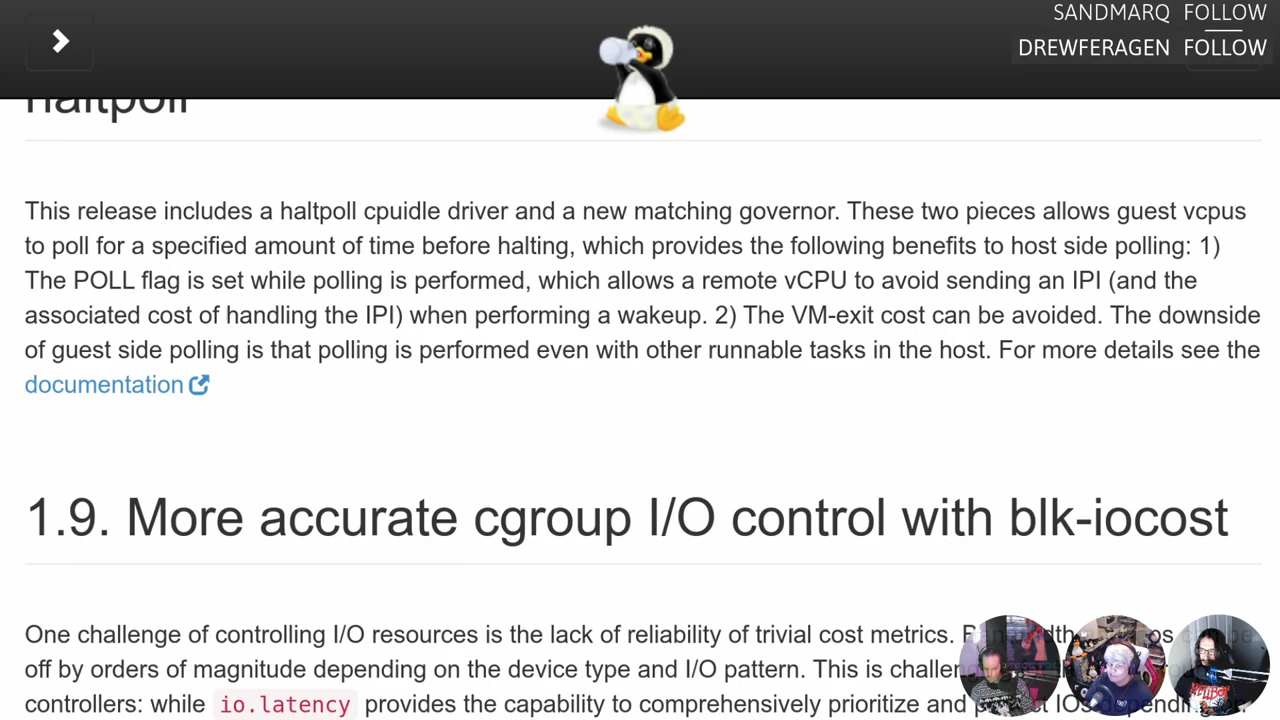 SANDMARQ FOLLOW
DREWFERAGEN FOLLOW
haltpoll
This release includes a haltpoll cpuidle driver and a new matching governor. These two pieces allows guest vcpus
to poll for a specified amount of time before halting, which provides the following benefits to host side polling: 1)
The POLL flag is set while polling is performed, which allows a remote vCPU to avoid sending an IPI (and the
associated cost of handling the IPI) when performing a wakeup. 2) The VM-exit cost can be avoided. The downside
of guest side polling is that polling is performed even with other runnable tasks in the host. For more details see the
documentation
1.9. More accurate cgroup I/O control with blk-iocost
One challenge of controlling I/O resources is the lack of reliability of trivial cost metrics.
off by orders of magnitude depending on the device type and I/O pattern. This is
controllers: while io.latency provides the capability to comprehensively prioritize and IOs